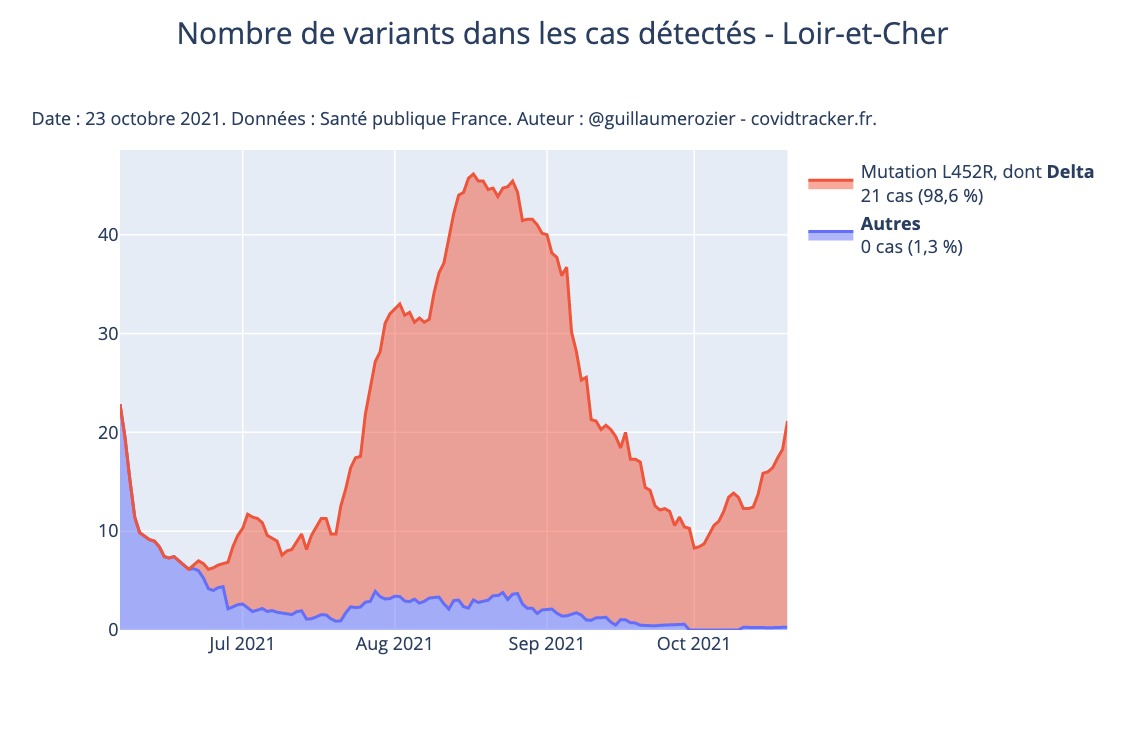 Nombre de variants dans les cas détectés - Loir-et-Cher
Date : 23 octobre 2021. Données : Santé publique France. Auteur : @guillaumerozier - covidtracker.fr.
Mutation L452R, dont Delta
21 cas (98,6 %)
Autres
0 cas (1,3 %)
40
30
20
10
0
Jul 2021
Aug 2021
Sep 2021
Oct 2021